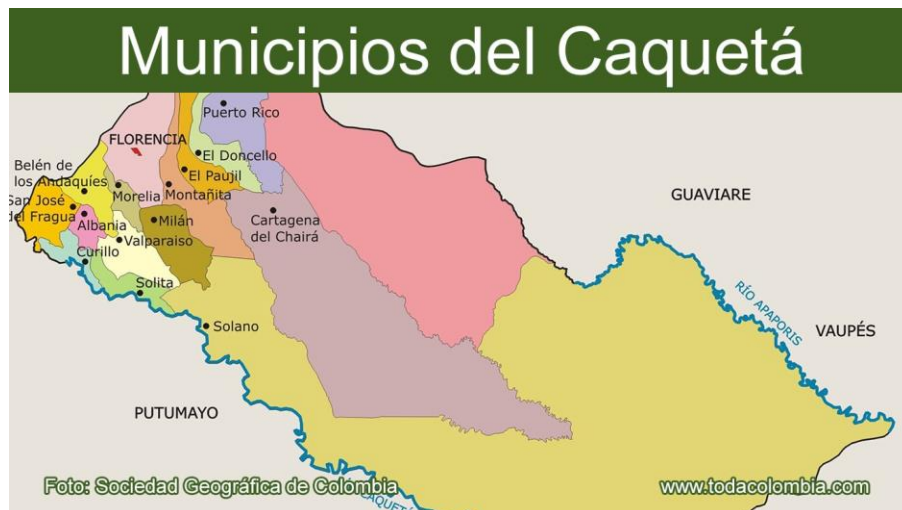 Municipios del Caquetá
Puerto Rico
FLORENCIA
El Doncello
Belén de
los Andaquíes
El Paujil
San José
del Fragua
Morelia
Montañita
GUAVIARE
Albania
Milán
Cartagena
del Chairá
Valparaiso
Curillo
Solita
RÍO APAPORIS
Solano
VAUPÉS
PUTUMAYO
Foto: Sociedad Geográfica de Colombia
CAQUETÁ
www.todacolombia.com